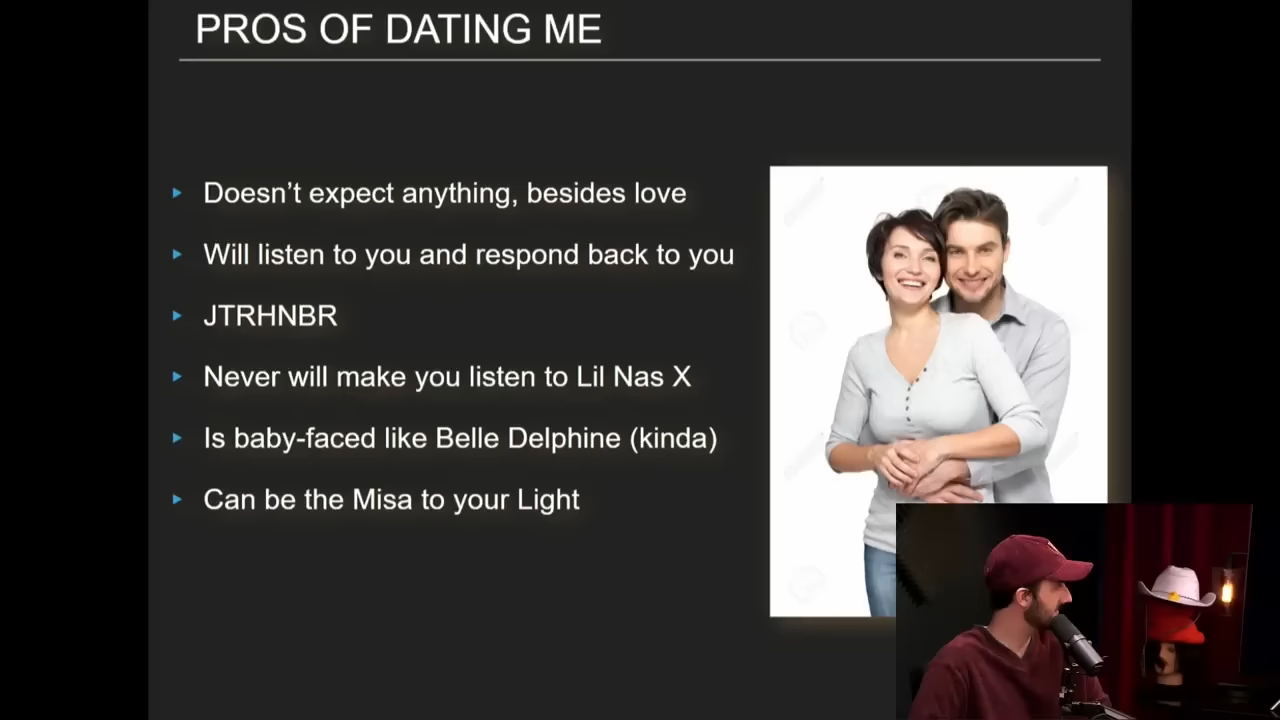 PROS OF DATING ME
Doesn’t expect anything, besides love
Will listen to you and respond back to you
JTRHNBR
Never will make you listen to Lil Nas X
Is baby-faced like Belle Delphine (kinda)
Can be the Misa to your Light